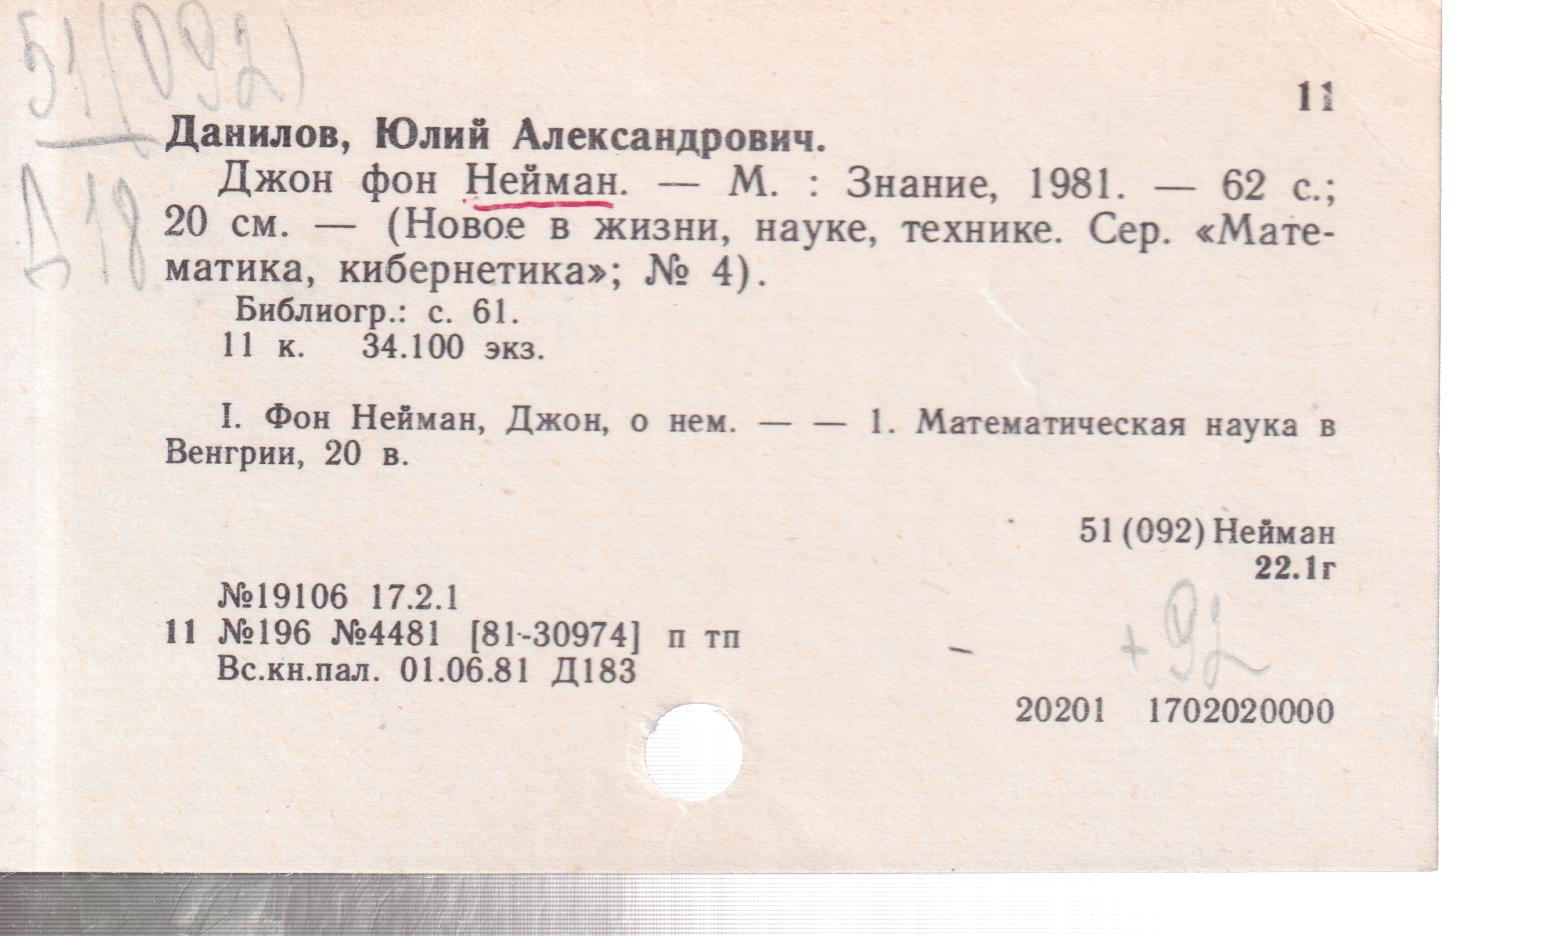 51(092)
11
Данилов, Юлий Александрович.
Д18
Джон фон Нейман. — М. : Знание, 1981. — 62 с.;
20 см. — (Новое в жизни, науке, технике. Сер. «Мате-
матика, кибернетика»; № 4).
Библиогр.: с. 61.
11 к. 34.100 экз.
I. Фон Нейман, Джон, о нем. — — 1. Математическая наука в
Венгрии, 20 в.
51 (092) Нейман
22.1г
№19106 17.2.1
11 №196 №4481 [81-30974] п тп
+92
Вс.кн.пал. 01.06.81 Д183
20201 1702020000